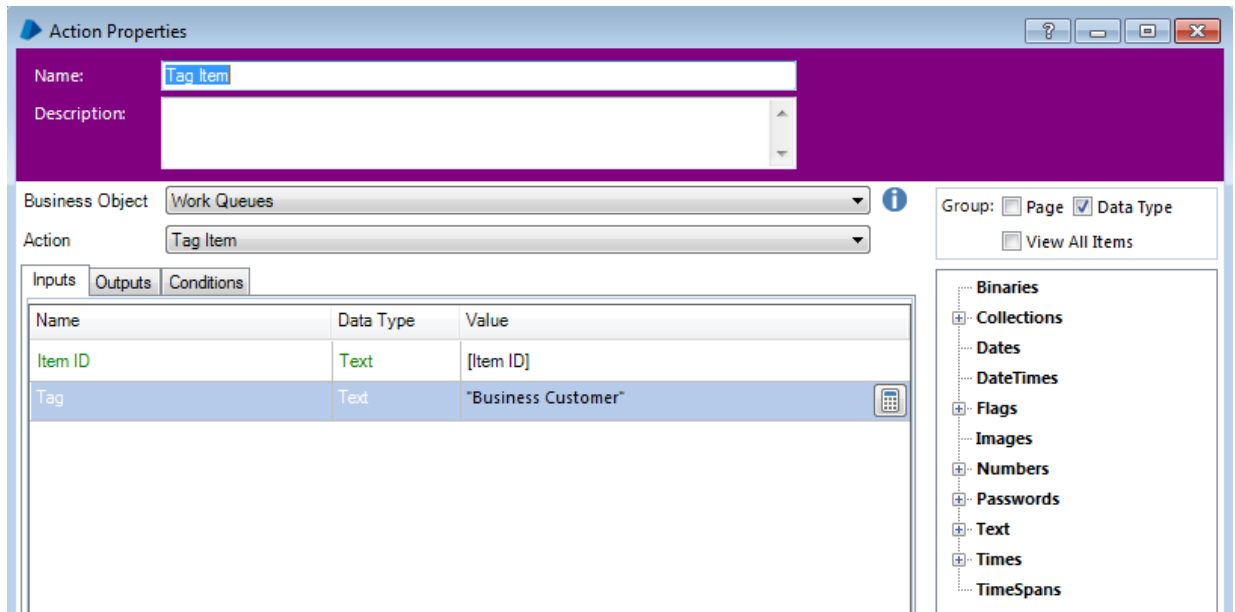 Action Properties
Name: Tag Item
Description:
Business Object Work Queues
Action Tag Item
Group: Page Data Type
View All Items
Inputs Outputs Conditions
Name Data Type Value
Item ID Text [Item ID]
Tag Text "Business Customer"
Binaries
Collections
Dates
DateTimes
Flags
Images
Numbers
Passwords
Text
Times
TimeSpans